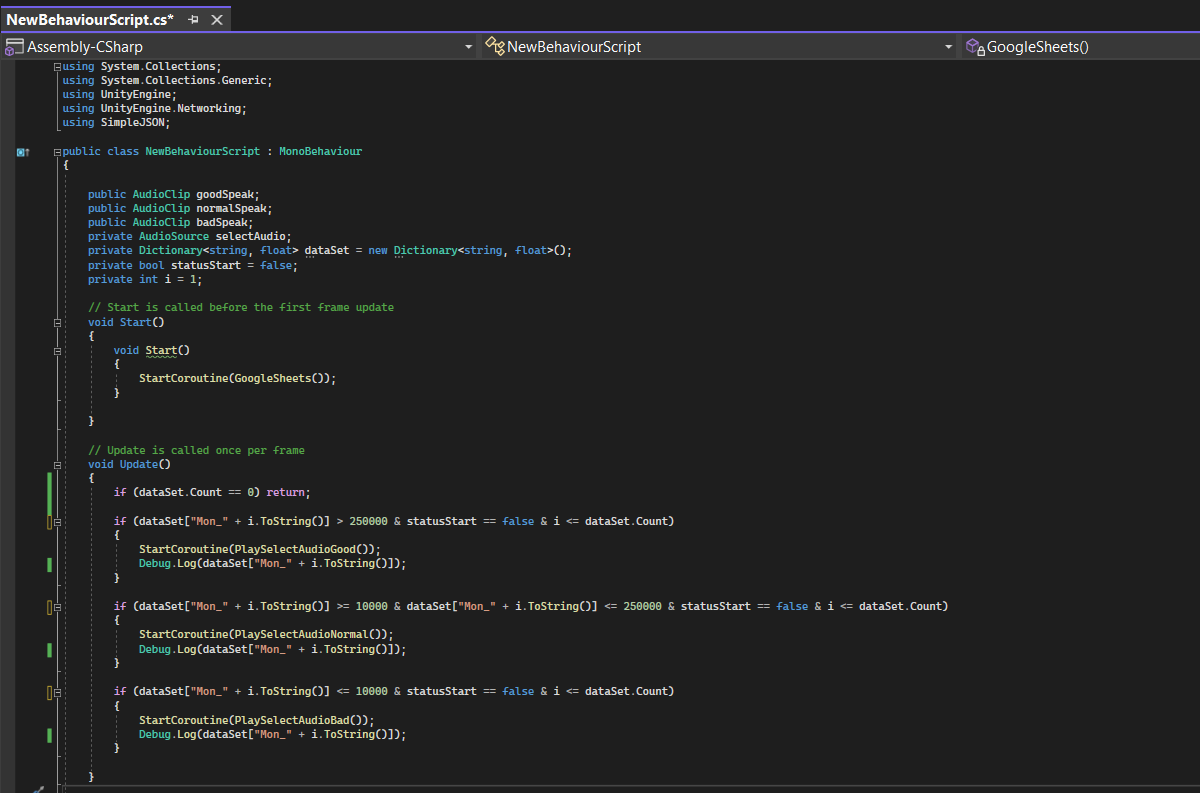 NewBehaviourScript.cs*
Assembly-CSharp NewBehaviourScript GoogleSheets()
using System.Collections;
using System.Collections.Generic;
using UnityEngine;
using UnityEngine.Networking;
using SimpleJSON;
public class NewBehaviourScript : MonoBehaviour
{
public AudioClip goodSpeak;
public AudioClip normalSpeak;
public AudioClip badSpeak;
private AudioSource selectAudio;
private Dictionary<string, float> dataSet = new Dictionary<string, float>();
private bool statusStart = false;
private int i = 1;
// Start is called before the first frame update
void Start()
{
void Start()
{
StartCoroutine(GoogleSheets());
}
}
// Update is called once per frame
void Update()
{
if (dataSet.Count == 0) return;
if (dataSet["Mon_" + i.ToString()] > 250000 & statusStart == false & i <= dataSet.Count)
{
StartCoroutine(PlaySelectAudioGood());
Debug.Log(dataSet["Mon_" + i.ToString()]);
}
if (dataSet["Mon_" + i.ToString()] >= 10000 & dataSet["Mon_" + i.ToString()] <= 250000 & statusStart == false & i <= dataSet.Count)
{
StartCoroutine(PlaySelectAudioNormal());
Debug.Log(dataSet["Mon_" + i.ToString()]);
}
if (dataSet["Mon_" + i.ToString()] <= 10000 & statusStart == false & i <= dataSet.Count)
{
StartCoroutine(PlaySelectAudioBad());
Debug.Log(dataSet["Mon_" + i.ToString()]);
}
}